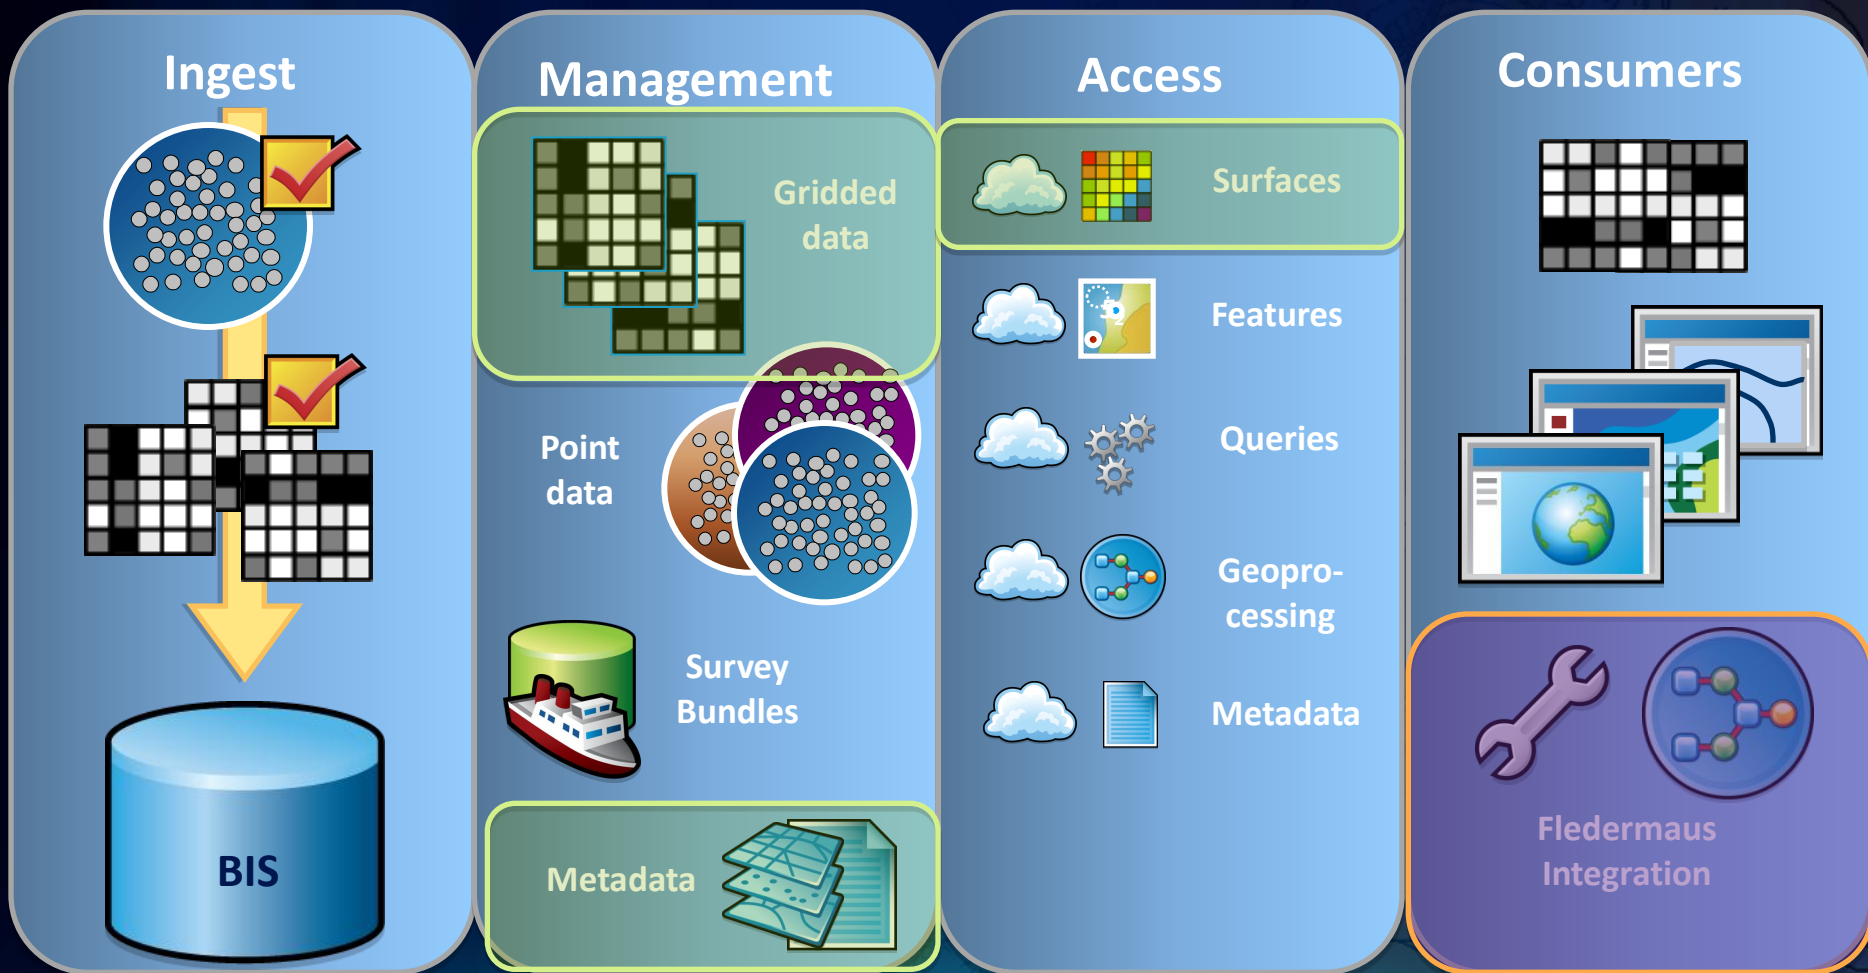 Ingest
BIS
Management
Gridded
data
Point
data
Survey
Bundles
Metadata
Access
Surfaces
Features
Queries
Geopro-
cessing
Metadata
Consumers
Fledermaus
Integration